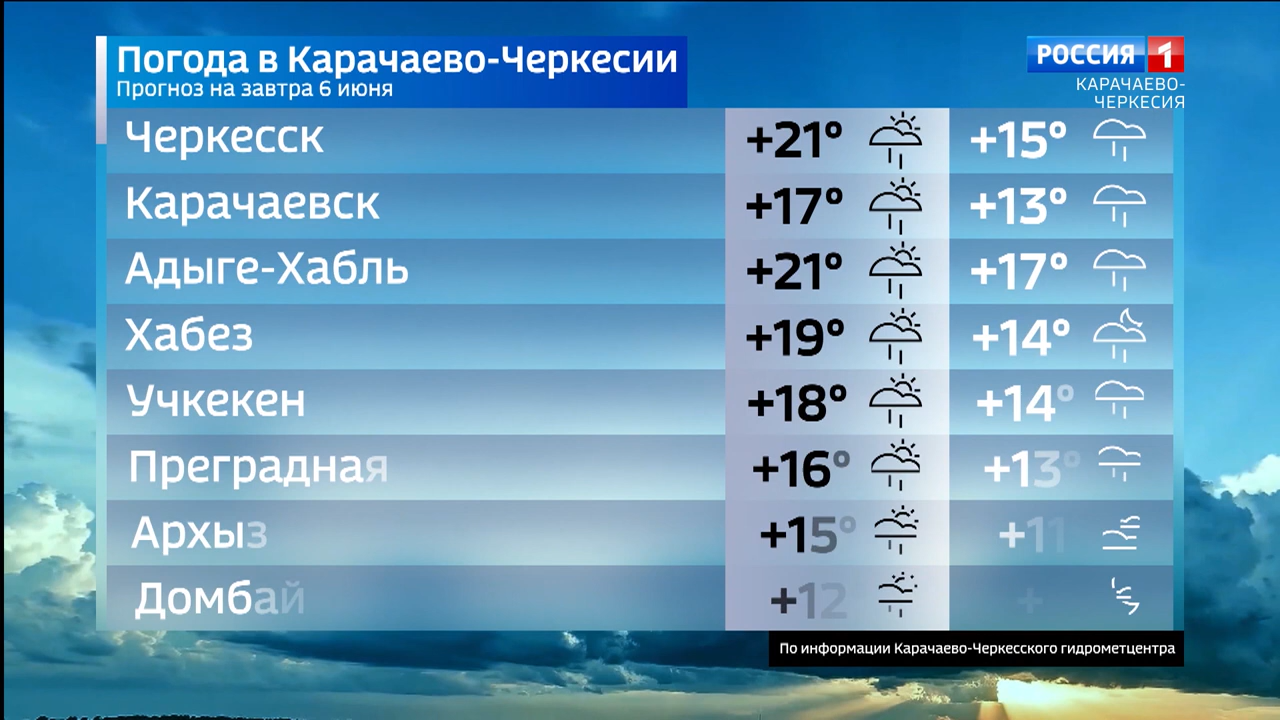 Погода в Карачаево-Черкесии
Прогноз на завтра 6 июня
РОССИЯ 1
КАРАЧАЕВО-
ЧЕРКЕСИЯ
Черкесск +21° +15°
Карачаевск +17° +13°
Адыге-Хабль +21° +17°
Хабез +19° +14°
Учкекен +18° +14°
Преградная +16° +13°
Архыз +15° +11
Домбай +12 +
По информации Карачаево-Черкесского гидрометцентра